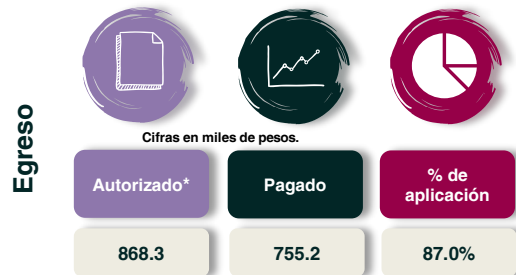 Egreso
Cifras en miles de pesos.
Autorizado* Pagado % de
aplicación
868.3 755.2 87.0%